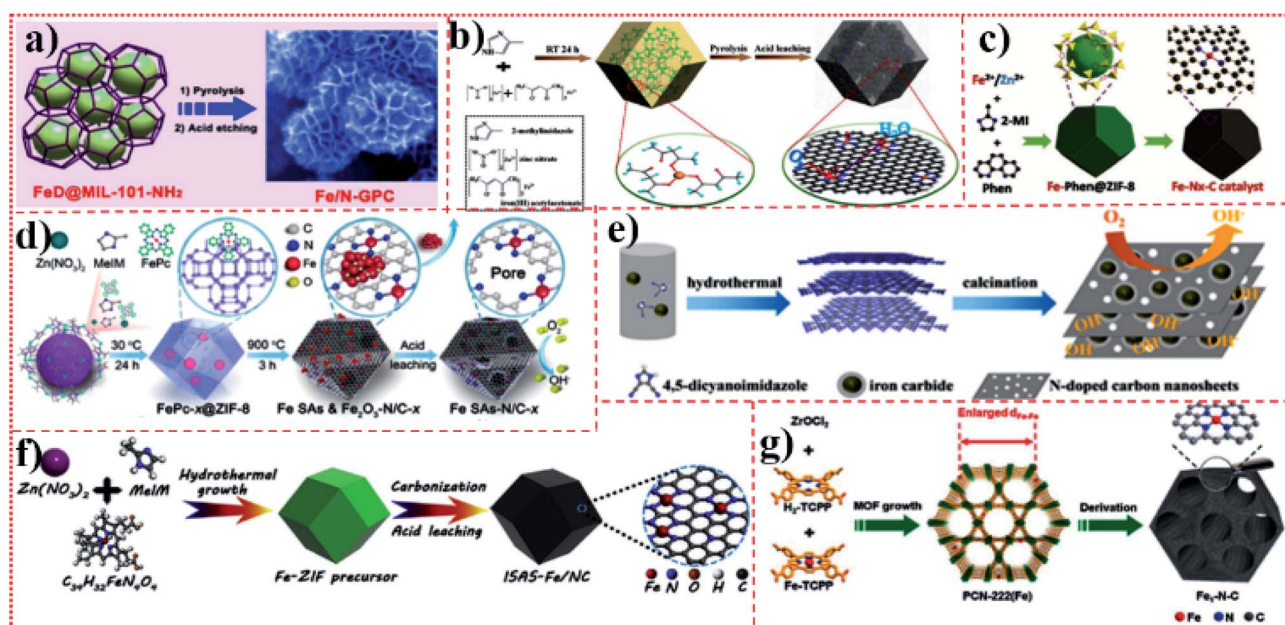 a)
1) Pyrolysis
2) Acid etching
FeD@MIL-101-NH₂
Fe/N-GPC
b)
NH
RT 24 h
Pyrolysis
Acid leaching
2-methylimidazole
zinc nitrate
iron(III) acetylacetonate
H₂O
O₂
c)
Fe²⁺/Zn²⁺
+
2-MI
+
Phen
Fe-Phen@ZIF-8
Fe-Nx-C catalyst
d)
Zn(NO₃)₂
MeIM
FePc
C
N
Fe
O
Pore
30 °C
24 h
900 °C
3 h
Acid
leaching
O₂
OH⁻
FePc-x@ZIF-8
Fe SAs & Fe₂O₃-N/C-x
Fe SAs-N/C-x
e)
O₂
OH⁻
hydrothermal
calcination
OH⁻
OH⁻
OH⁻
OH⁻
OH⁻
4,5-dicyanoimidazole
iron carbide
N-doped carbon nanosheets
f)
Zn(NO₃)₂
MeIM
C₃₄H₃₂FeN₄O₄
Hydrothermal
growth
Carbonization
Acid leaching
Fe-ZIF precursor
ISAS-Fe/NC
Fe N O H C
g)
ZrOCl₂
+
H₂-TCPP
+
Fe-TCPP
MOF growth
Enlarged d Fe-Fe
PCN-222(Fe)
Derivation
Fe₁-N-C
Fe N C